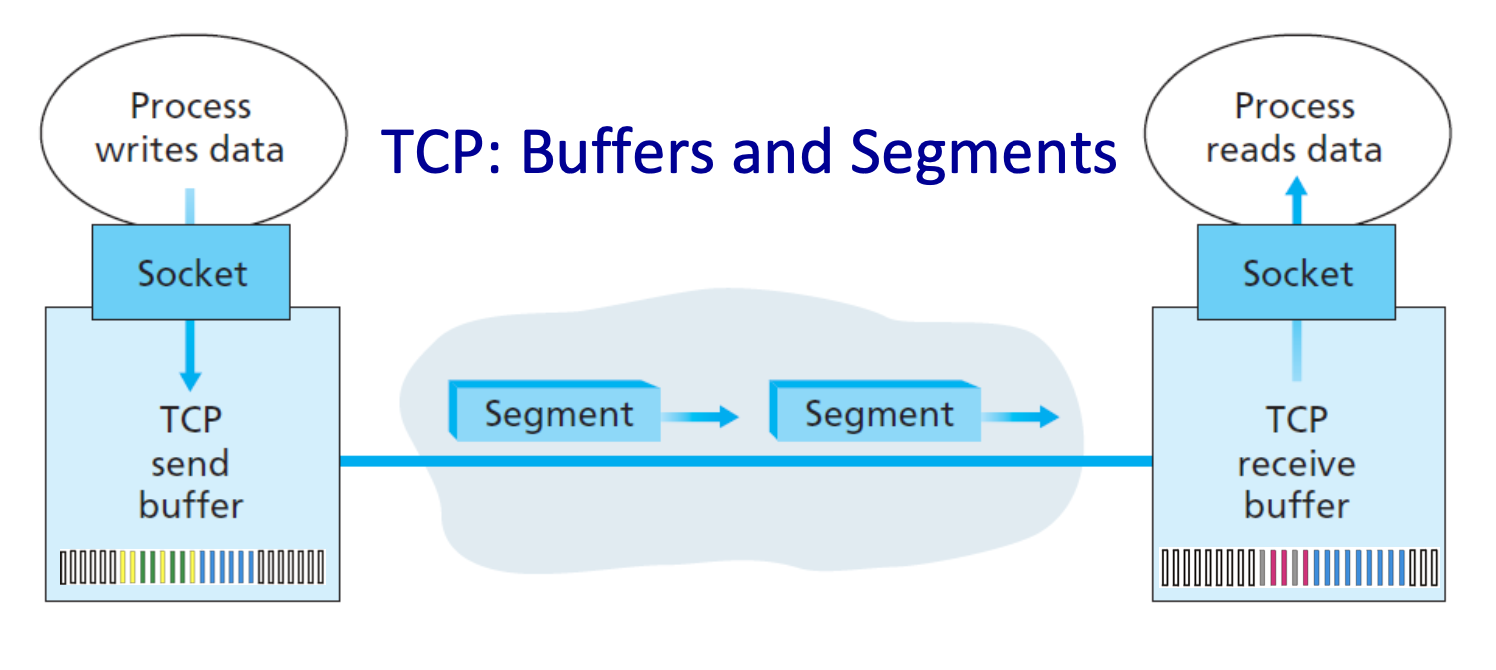 Process
writes data
TCP: Buffers and Segments
Process
reads data
Socket
Socket
Segment
Segment
TCP
send
buffer
TCP
receive
buffer